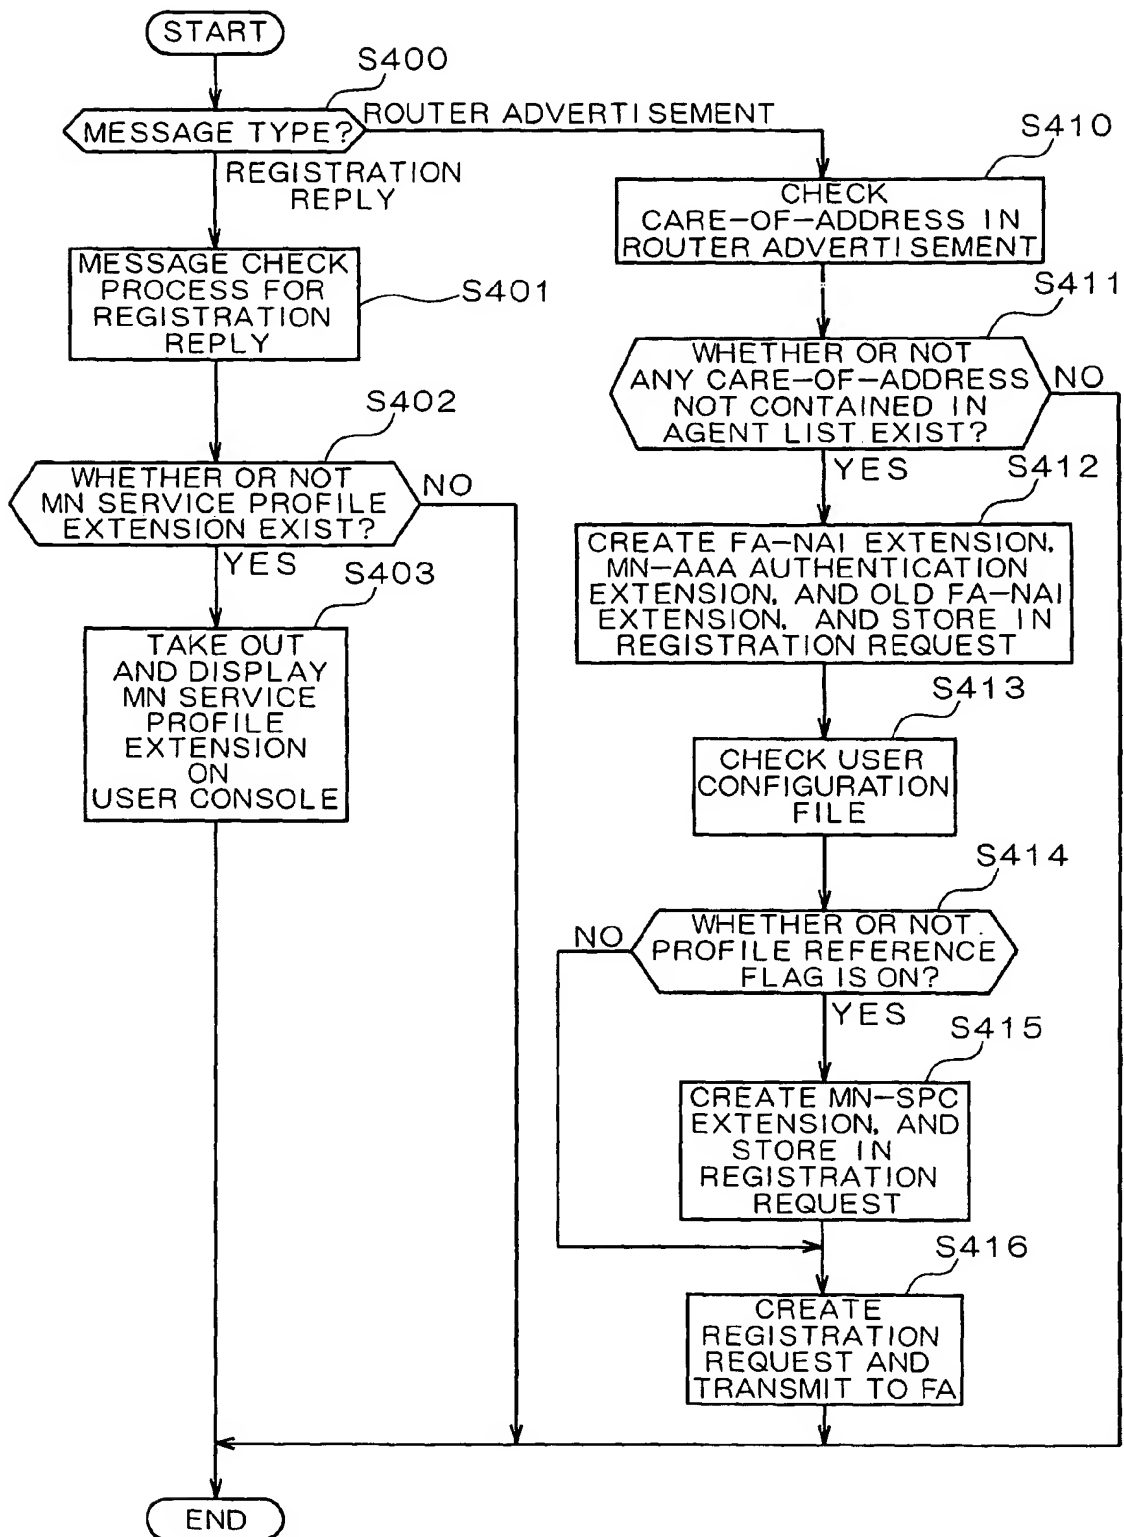 START
S400
MESSAGE TYPE?
ROUTER ADVERTISEMENT
REGISTRATION
REPLY
MESSAGE CHECK
PROCESS FOR
REGISTRATION
REPLY
S401
S402
WHETHER OR NOT
MN SERVICE PROFILE
EXTENSION EXIST?
NO
YES
S403
TAKE OUT
AND DISPLAY
MN SERVICE
PROFILE
EXTENSION
ON
USER CONSOLE
S410
CHECK
CARE-OF-ADDRESS IN
ROUTER ADVERTISEMENT
S411
WHETHER OR NOT
ANY CARE-OF-ADDRESS
NOT CONTAINED IN
AGENT LIST EXIST?
NO
YES
S412
CREATE FA-NAI EXTENSION,
MN-AAA AUTHENTICATION
EXTENSION, AND OLD FA-NAI
EXTENSION, AND STORE IN
REGISTRATION REQUEST
S413
CHECK USER
CONFIGURATION
FILE
S414
WHETHER OR NOT
PROFILE REFERENCE
FLAG IS ON?
NO
YES
S415
CREATE MN-SPC
EXTENSION, AND
STORE IN
REGISTRATION
REQUEST
S416
CREATE
REGISTRATION
REQUEST AND
TRANSMIT TO FA
END